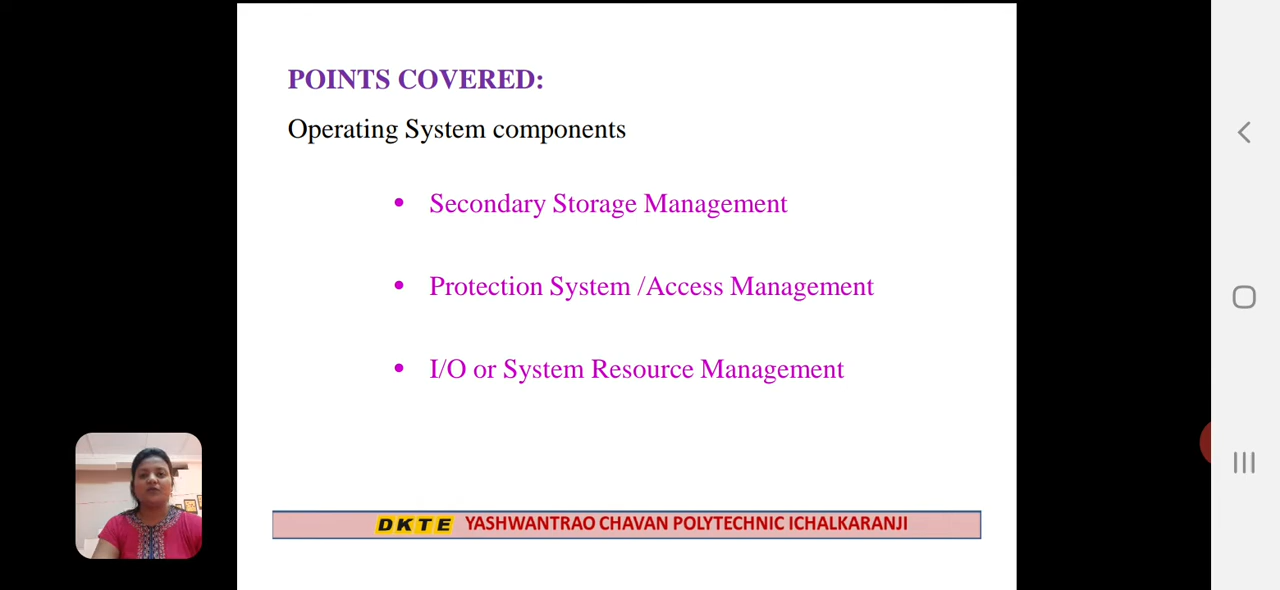 POINTS COVERED:
Operating System components
• Secondary Storage Management
• Protection System /Access Management
• I/O or System Resource Management
DKTE YASHWANTRAO CHAVAN POLYTECHNIC ICHALKARANJI